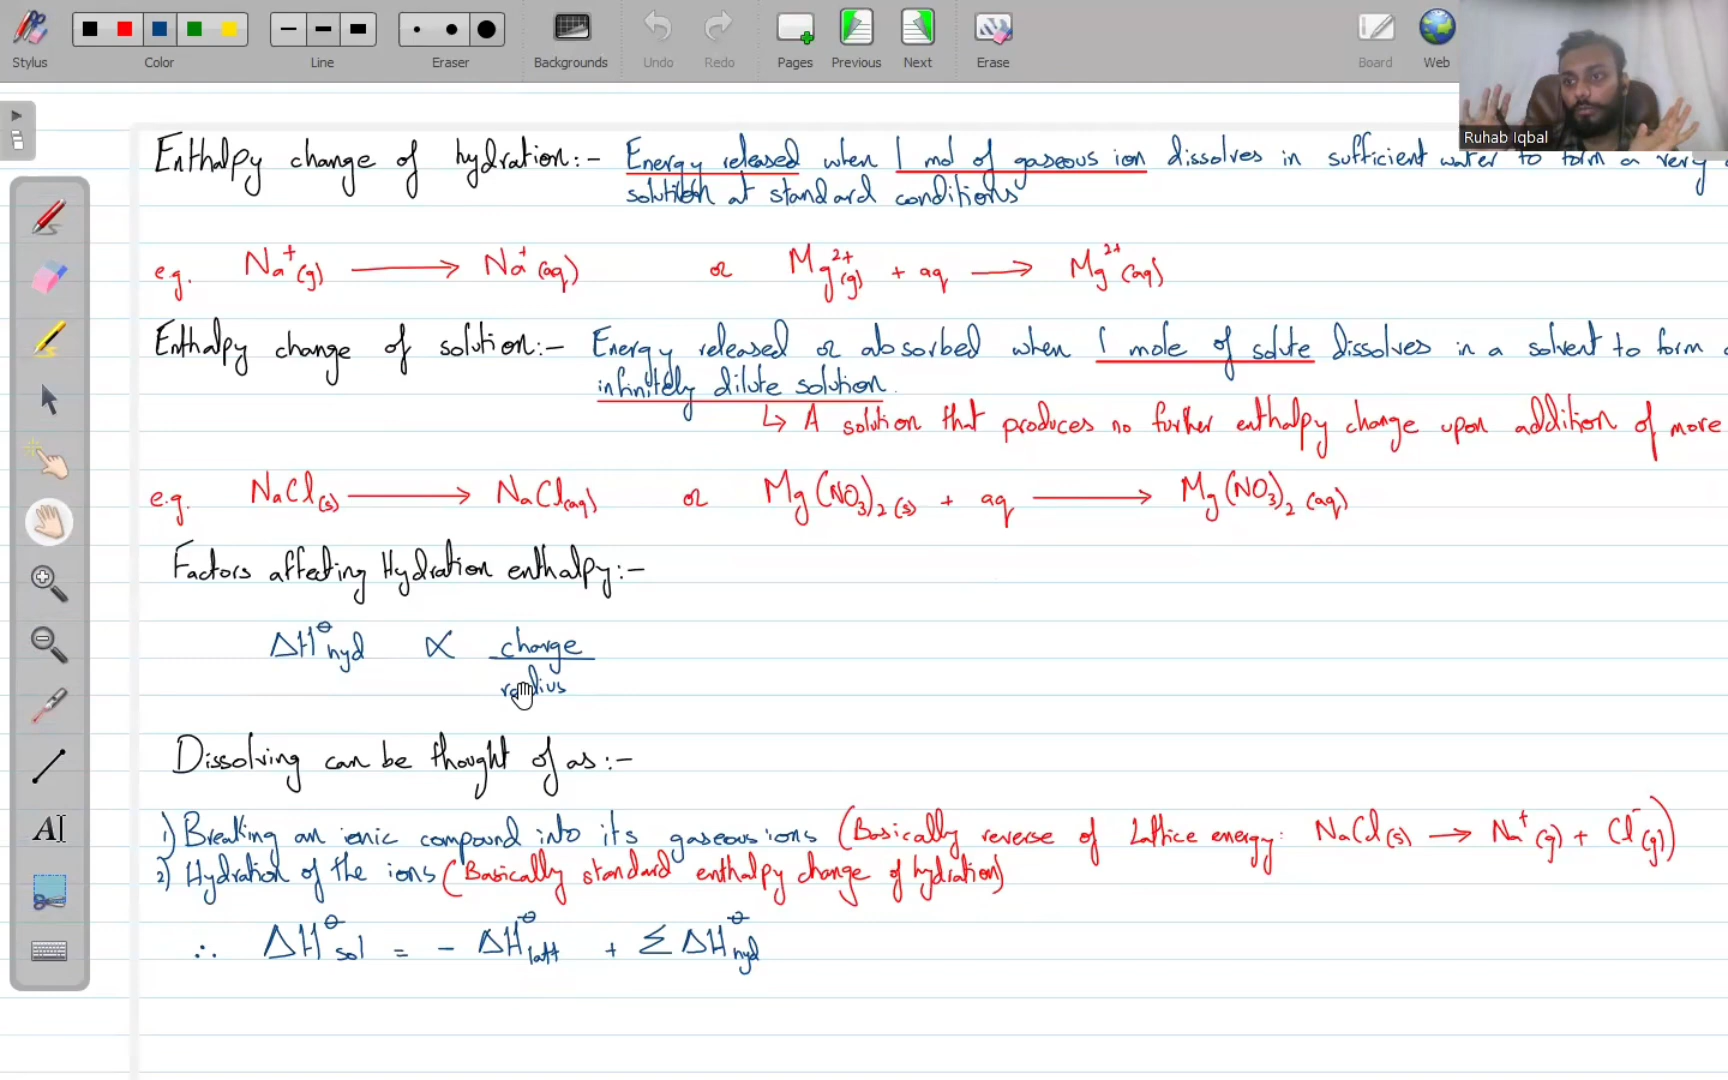 Stylus Color Line Eraser Backgrounds Undo Redo Pages Previous Next Erase Board Web
Ruhab Iqbal
Enthalpy change of hydration:- Energy released when 1 mol of gaseous ion dissolves in sufficient water to form a very
solution at standard conditions
e.g. Na⁺(g) ⟶ Na⁺(aq) or Mg²⁺(g) + aq ⟶ Mg²⁺(aq)
Enthalpy change of solution:- Energy released or absorbed when 1 mole of solute dissolves in a solvent to form
infinitely dilute solution.
↳ A solution that produces no further enthalpy change upon addition of more
e.g. NaCl(s) ⟶ NaCl(aq) or Mg(NO₃)₂(s) + aq ⟶ Mg(NO₃)₂(aq)
Factors affecting Hydration enthalpy:-
ΔH⊖hyd ∝ charge
radius
Dissolving can be thought of as:-
1) Breaking an ionic compound into its gaseous ions (Basically reverse of Lattice energy: NaCl(s) ⟶ Na⁺(g) + Cl⁻(g))
2) Hydration of the ions (Basically standard enthalpy change of hydration)
∴ ΔH⊖sol = - ΔH⊖latt + Σ ΔH⊖hyd
AI